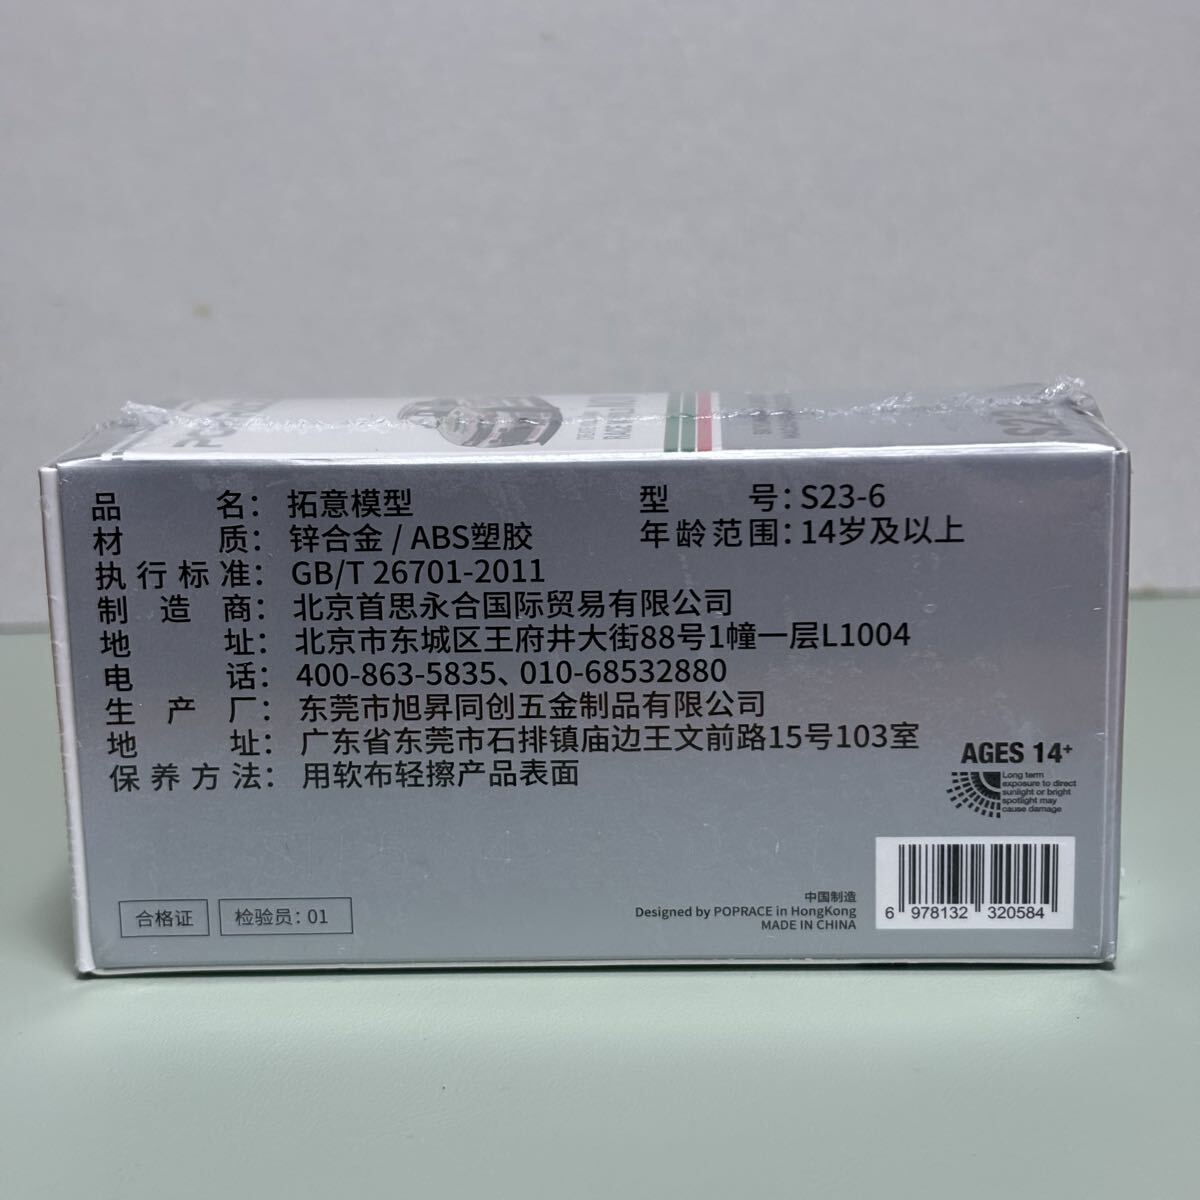 品名：拓意模型 型号：S23-6
材质：锌合金 / ABS塑胶 年龄范围：14岁及以上
执行标准：GB/T 26701-2011
制造商：北京首思永合国际贸易有限公司
地址：北京市东城区王府井大街88号1幢一层L1004
电话：400-863-5835、010-68532880
生产厂：东莞市旭昇同创五金制品有限公司
地址：广东省东莞市石排镇庙边王文前路15号103室
保养方法：用软布轻擦产品表面
AGES 14+
Long term
exposure to direct
sunlight or bright
spotlight may
cause damage
合格证 检验员：01
中国制造
Designed by POPRACE in HongKong
MADE IN CHINA
6 978132 320584